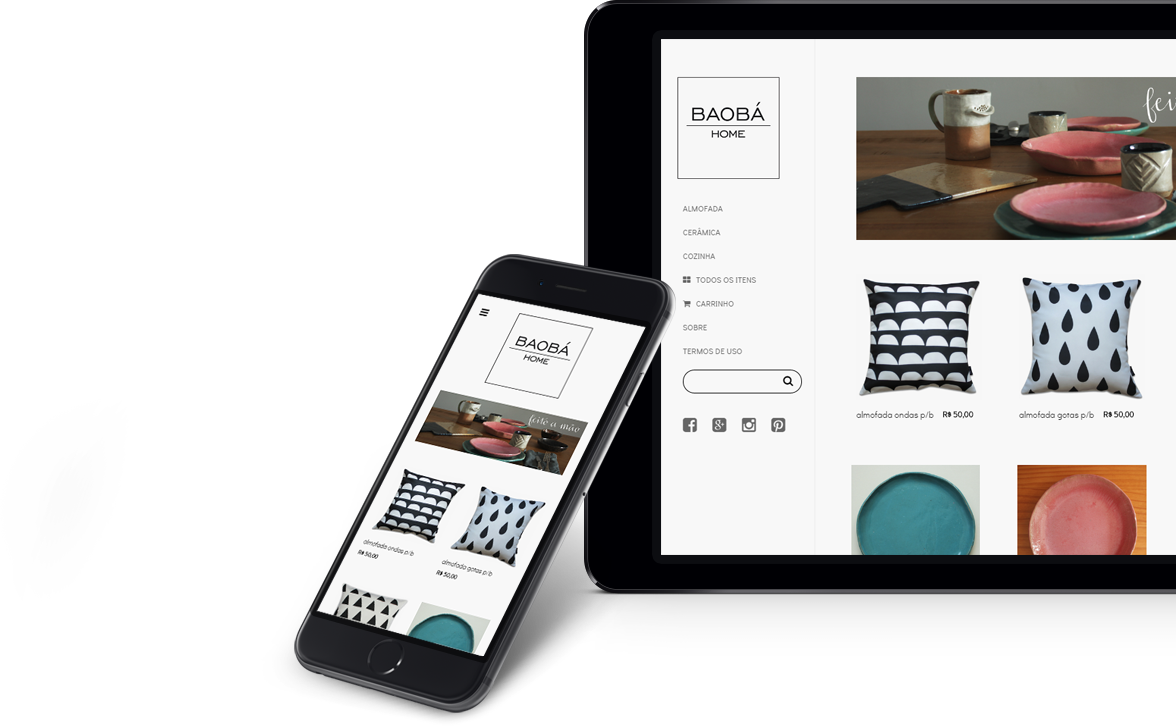 BAOBÁ
HOME
fei
ALMOFADA
CERÂMICA
COZINHA
TODOS OS ITENS
CARRINHO
SOBRE
TERMOS DE USO
almofada ondas p/b R$ 50,00
almofada gotas p/b R$ 50,00
BAOBÁ
HOME
feito a mão
almofada ondas p/b
R$ 50,00
almofada gotas p/b
R$ 50,00